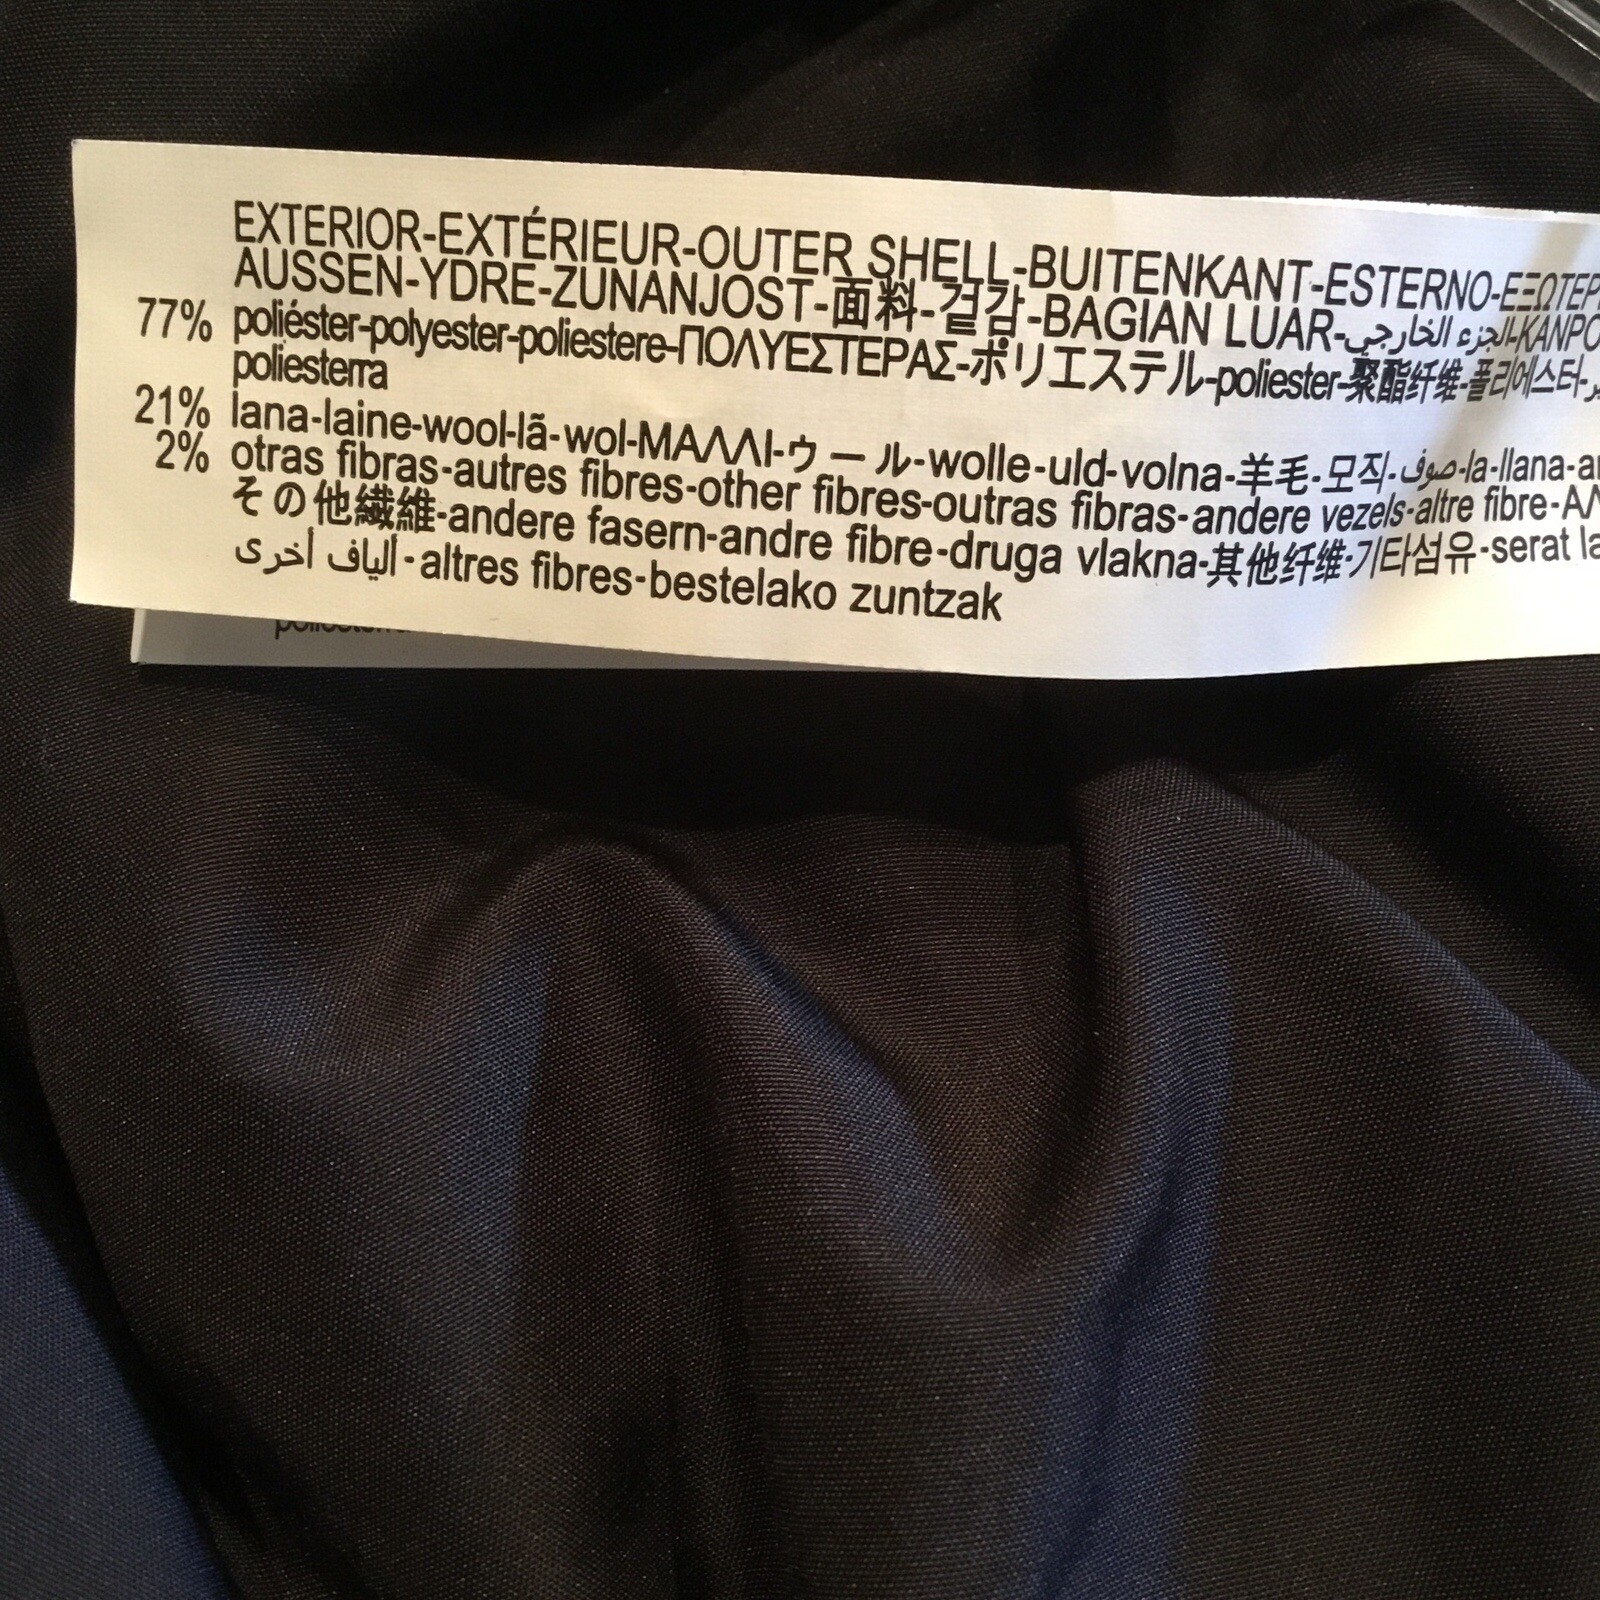 EXTERIOR-EXTÉRIEUR-OUTER SHELL-BUITENKANT-ESTERNO-ΕΞΩΤΕΡ
AUSSEN-YDRE-ZUNANJOST-面料-겉감-BAGIAN LUAR-الجزء الخارجي-KANPO
77% poliéster-polyester-poliestere-ΠΟΛΥΕΣΤΕΡΑΣ-ポリエステル-poliester-聚酯纤维-폴리에스터-
poliesterra
21% lana-laine-wool-lã-wol-ΜΑΛΛΙ-ウール-wolle-uld-volna-羊毛-모직-صوف-la-llana-
2% otras fibras-autres fibres-other fibres-outras fibras-andere vezels-altre fibre-
その他繊維-andere fasern-andre fibre-druga vlakna-其他纤维-기타섬유-serat
ألياف أخرى-altres fibres-bestelako zuntzak